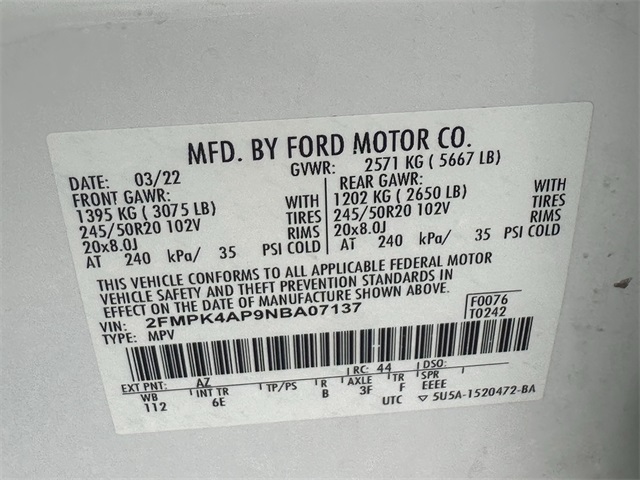 MFD. BY FORD MOTOR CO.
DATE: 03/22 GVWR: 2571 KG ( 5667 LB)
FRONT GAWR: REAR GAWR:
1395 KG ( 3075 LB) WITH 1202 KG ( 2650 LB) WITH
245/50R20 102V TIRES 245/50R20 102V TIRES
20x8.0J RIMS 20x8.0J RIMS
AT 240 kPa/ 35 PSI COLD AT 240 kPa/ 35 PSI COLD
THIS VEHICLE CONFORMS TO ALL APPLICABLE FEDERAL MOTOR
VEHICLE SAFETY AND THEFT PREVENTION STANDARDS IN
EFFECT ON THE DATE OF MANUFACTURE SHOWN ABOVE.
VIN: 2FMPK4AP9NBA07137 F0076
TYPE: MPV T0242
EXT PNT: AZ RC: 44 DSO:
WB INT TR TP/PS R AXLE TR SPR
112 6E B 3F F EEEE
UTC ▽ 5U5A-1520472-BA